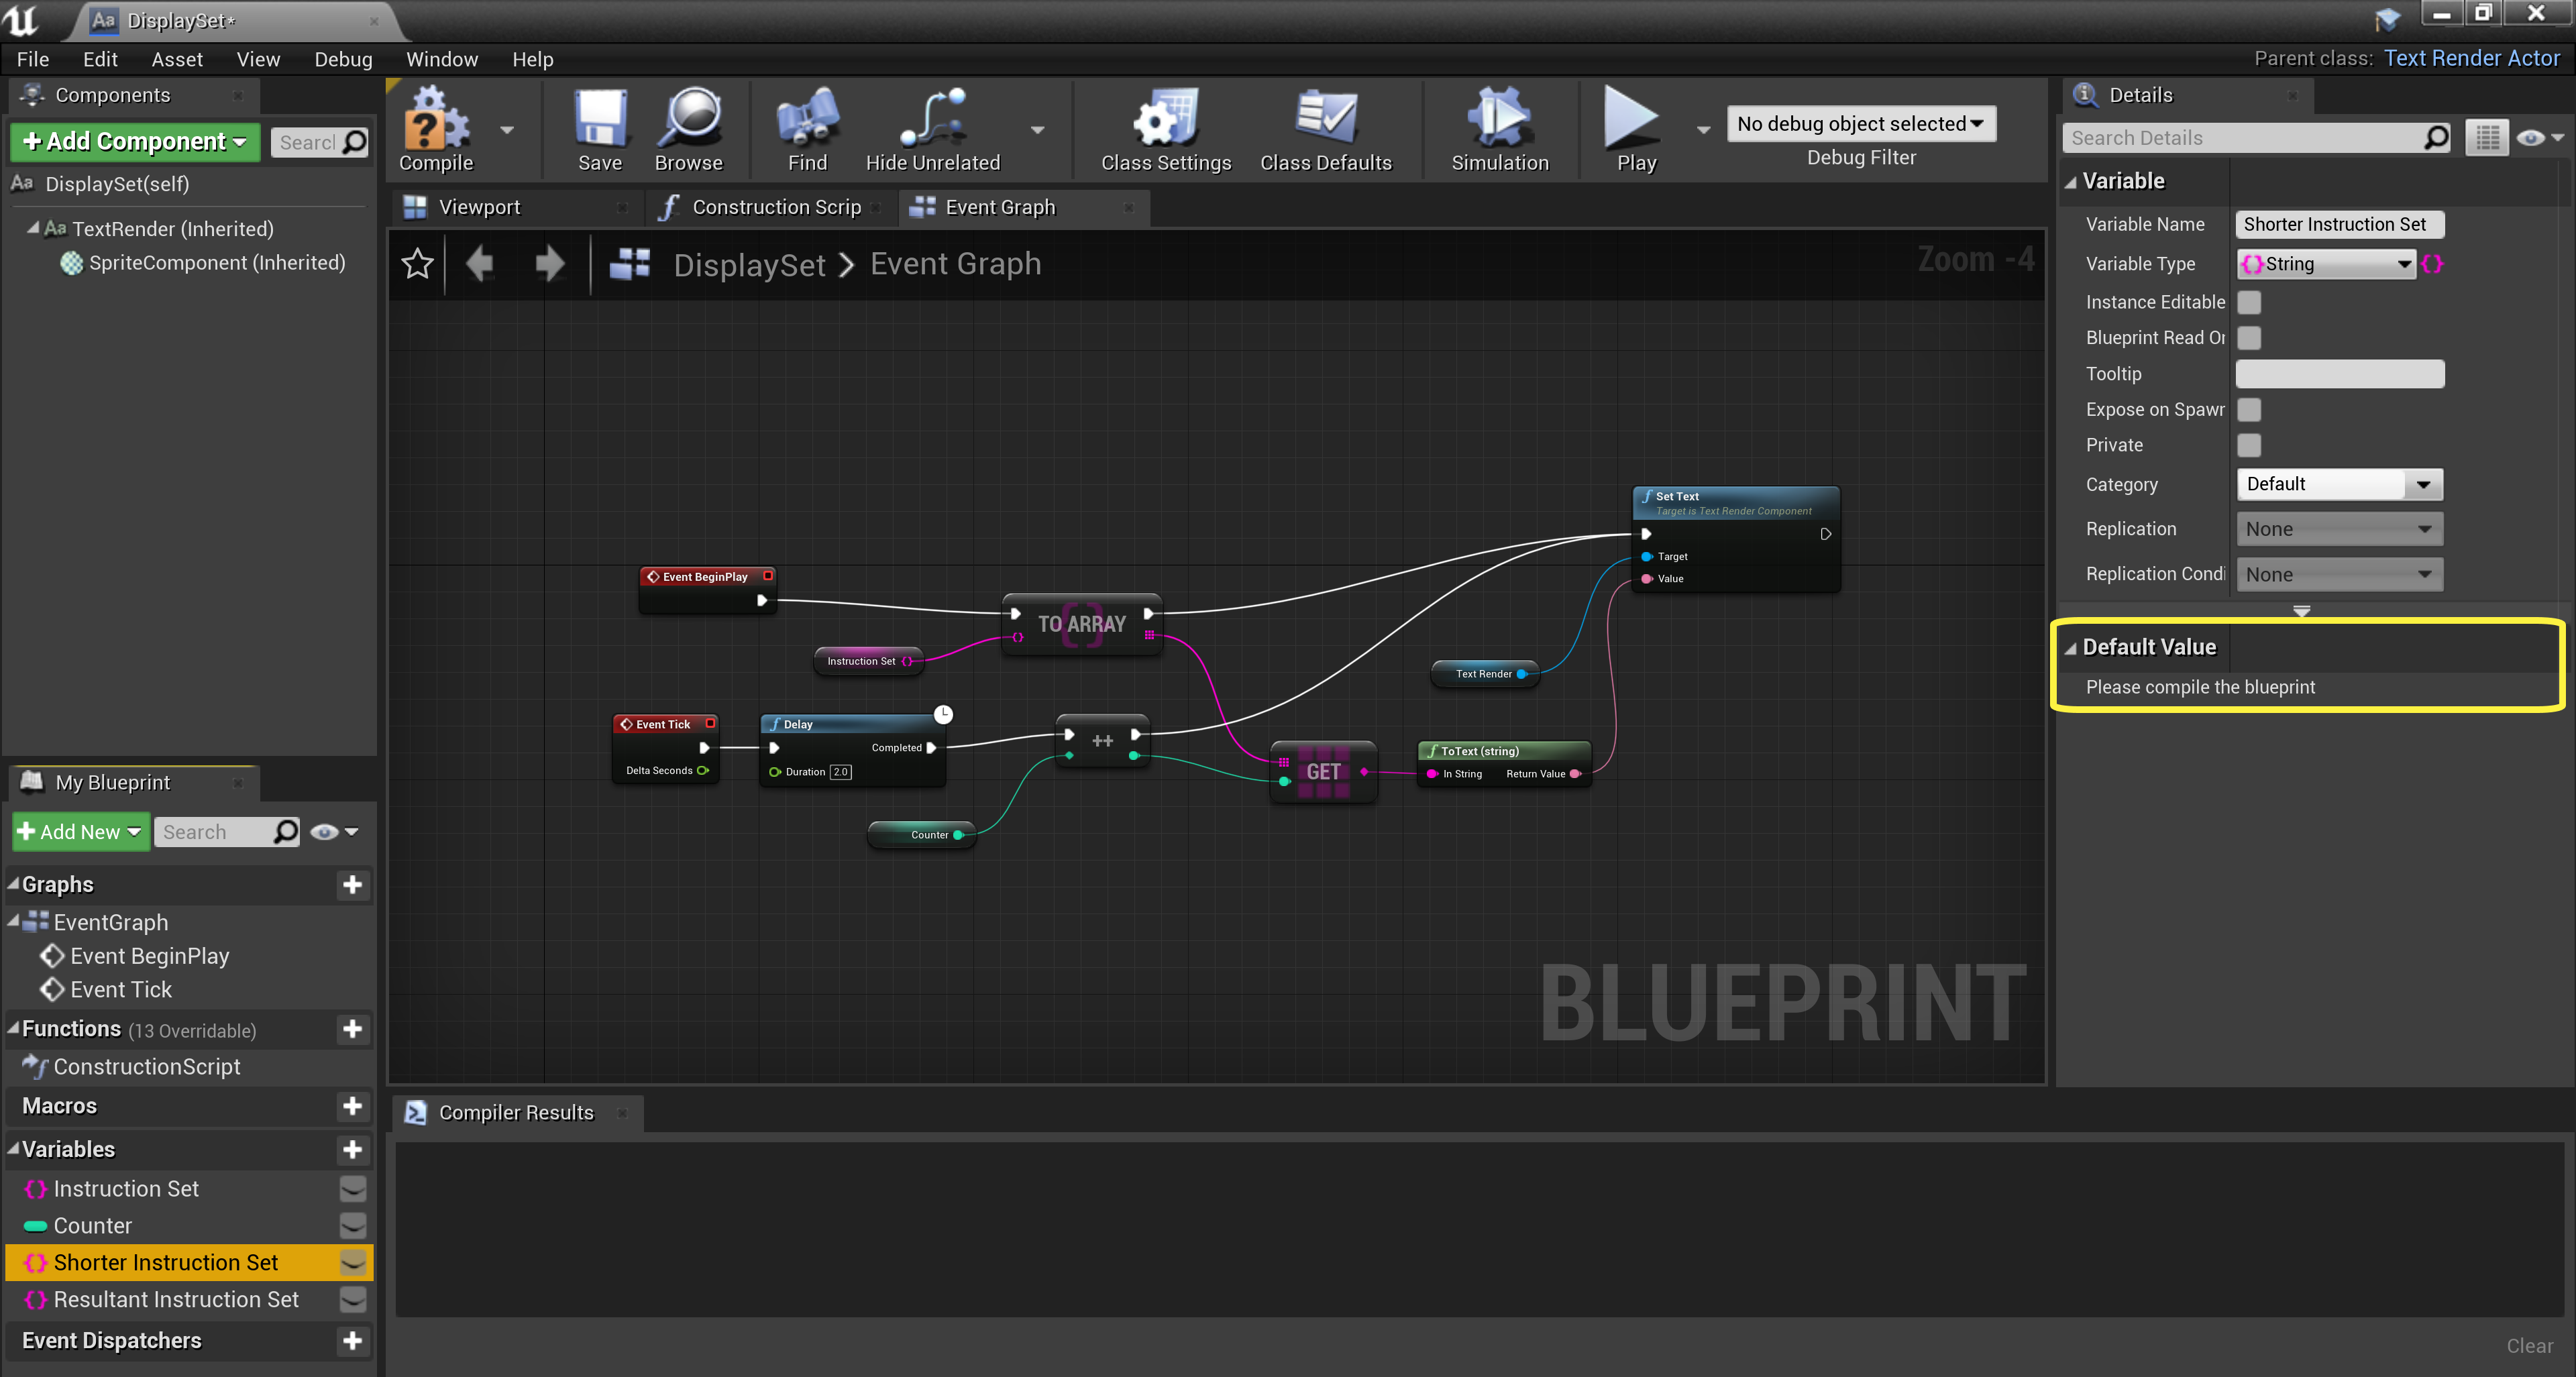 DisplaySet*
File Edit Asset View Debug Window Help
Parent class: Text Render Actor
Components
Add Component
Searcl
DisplaySet(self)
TextRender (Inherited)
SpriteComponent (Inherited)
Compile
Save
Browse
Find
Hide Unrelated
Class Settings
Class Defaults
Simulation
Play
No debug object selected
Debug Filter
Viewport
Construction Scrip
Event Graph
DisplaySet > Event Graph
Zoom -4
Event BeginPlay
Instruction Set
TO ARRAY
Event Tick
Delta Seconds
Delay
Completed
Duration 2.0
Counter
++
GET
ToText (string)
In String Return Value
Text Render
Set Text
Target is Text Render Component
Target
Value
BLUEPRINT
My Blueprint
Add New
Search
Graphs
EventGraph
Event BeginPlay
Event Tick
Functions (13 Overridable)
ConstructionScript
Macros
Variables
Instruction Set
Counter
Shorter Instruction Set
Resultant Instruction Set
Event Dispatchers
Compiler Results
Clear
Details
Search Details
Variable
Variable Name Shorter Instruction Set
Variable Type String
Instance Editable
Blueprint Read Or
Tooltip
Expose on Spawr
Private
Category Default
Replication None
Replication Condi None
Default Value
Please compile the blueprint